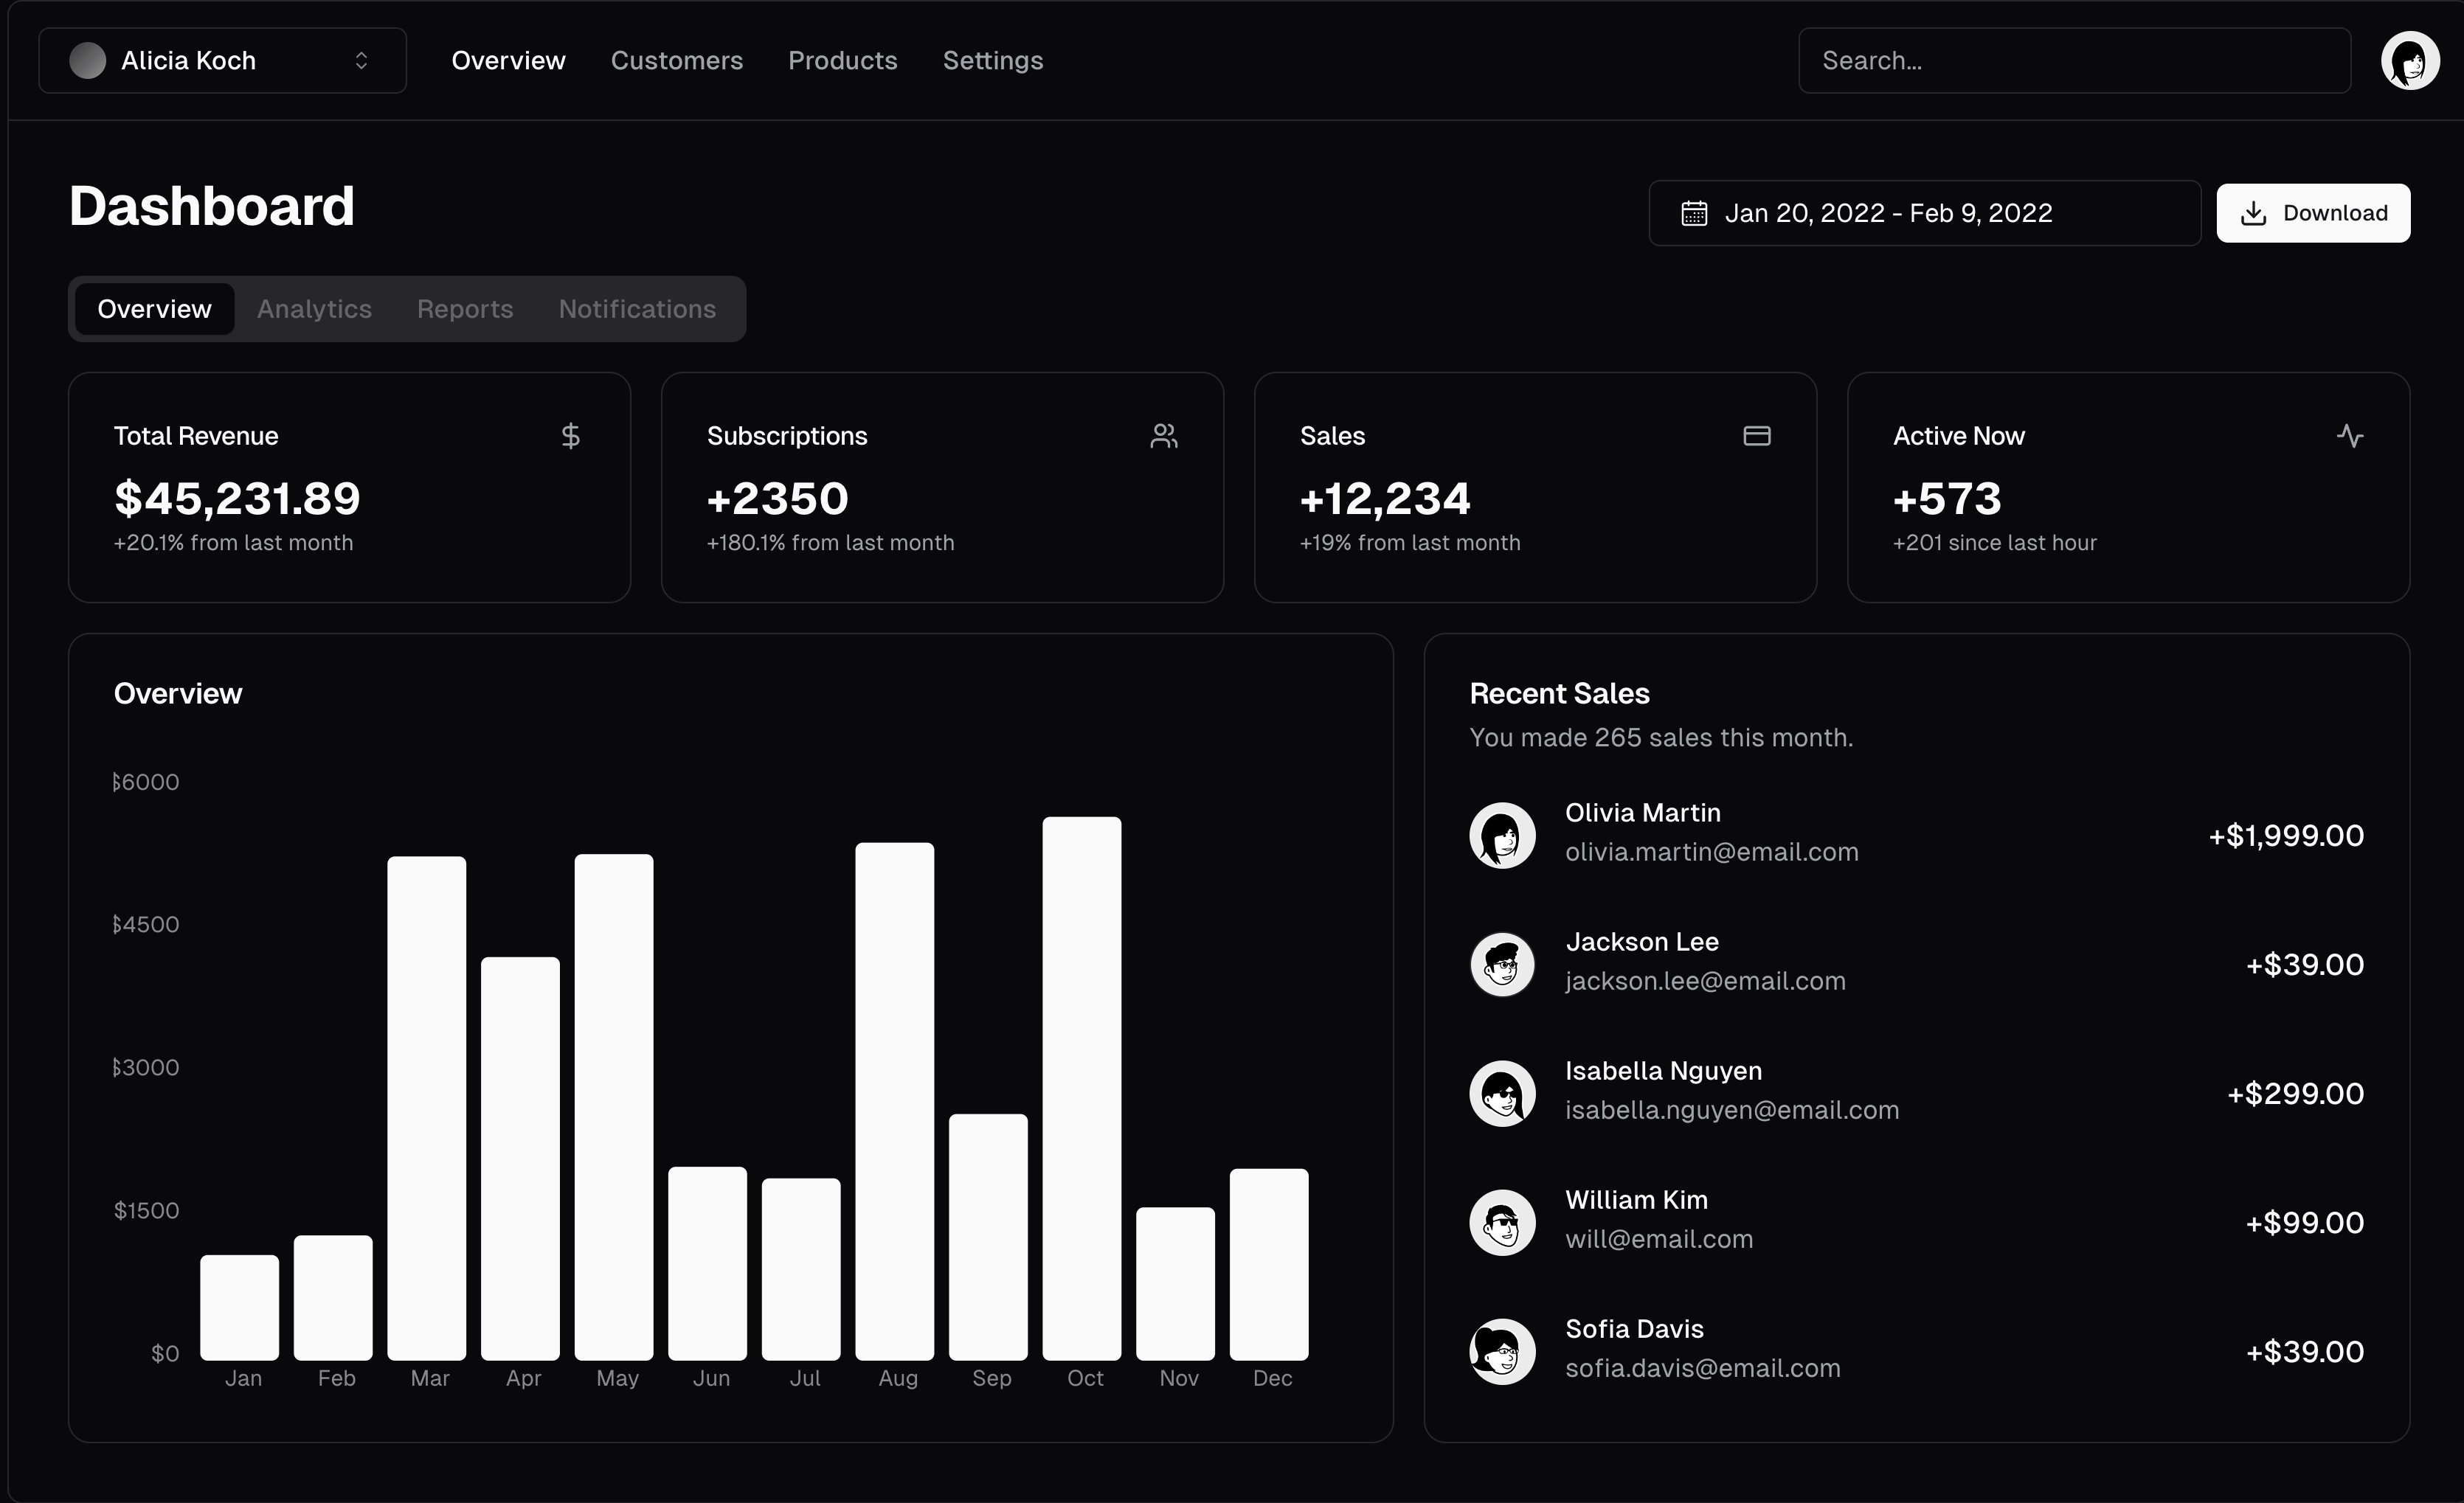 Alicia Koch
Overview Customers Products Settings
Search...
Dashboard
Jan 20, 2022 - Feb 9, 2022
Download
Overview Analytics Reports Notifications
Total Revenue
$45,231.89
+20.1% from last month
Subscriptions
+2350
+180.1% from last month
Sales
+12,234
+19% from last month
Active Now
+573
+201 since last hour
Overview
$6000
$4500
$3000
$1500
$0
Jan Feb Mar Apr May Jun Jul Aug Sep Oct Nov Dec
Recent Sales
You made 265 sales this month.
Olivia Martin
olivia.martin@email.com
+$1,999.00
Jackson Lee
jackson.lee@email.com
+$39.00
Isabella Nguyen
isabella.nguyen@email.com
+$299.00
William Kim
will@email.com
+$99.00
Sofia Davis
sofia.davis@email.com
+$39.00